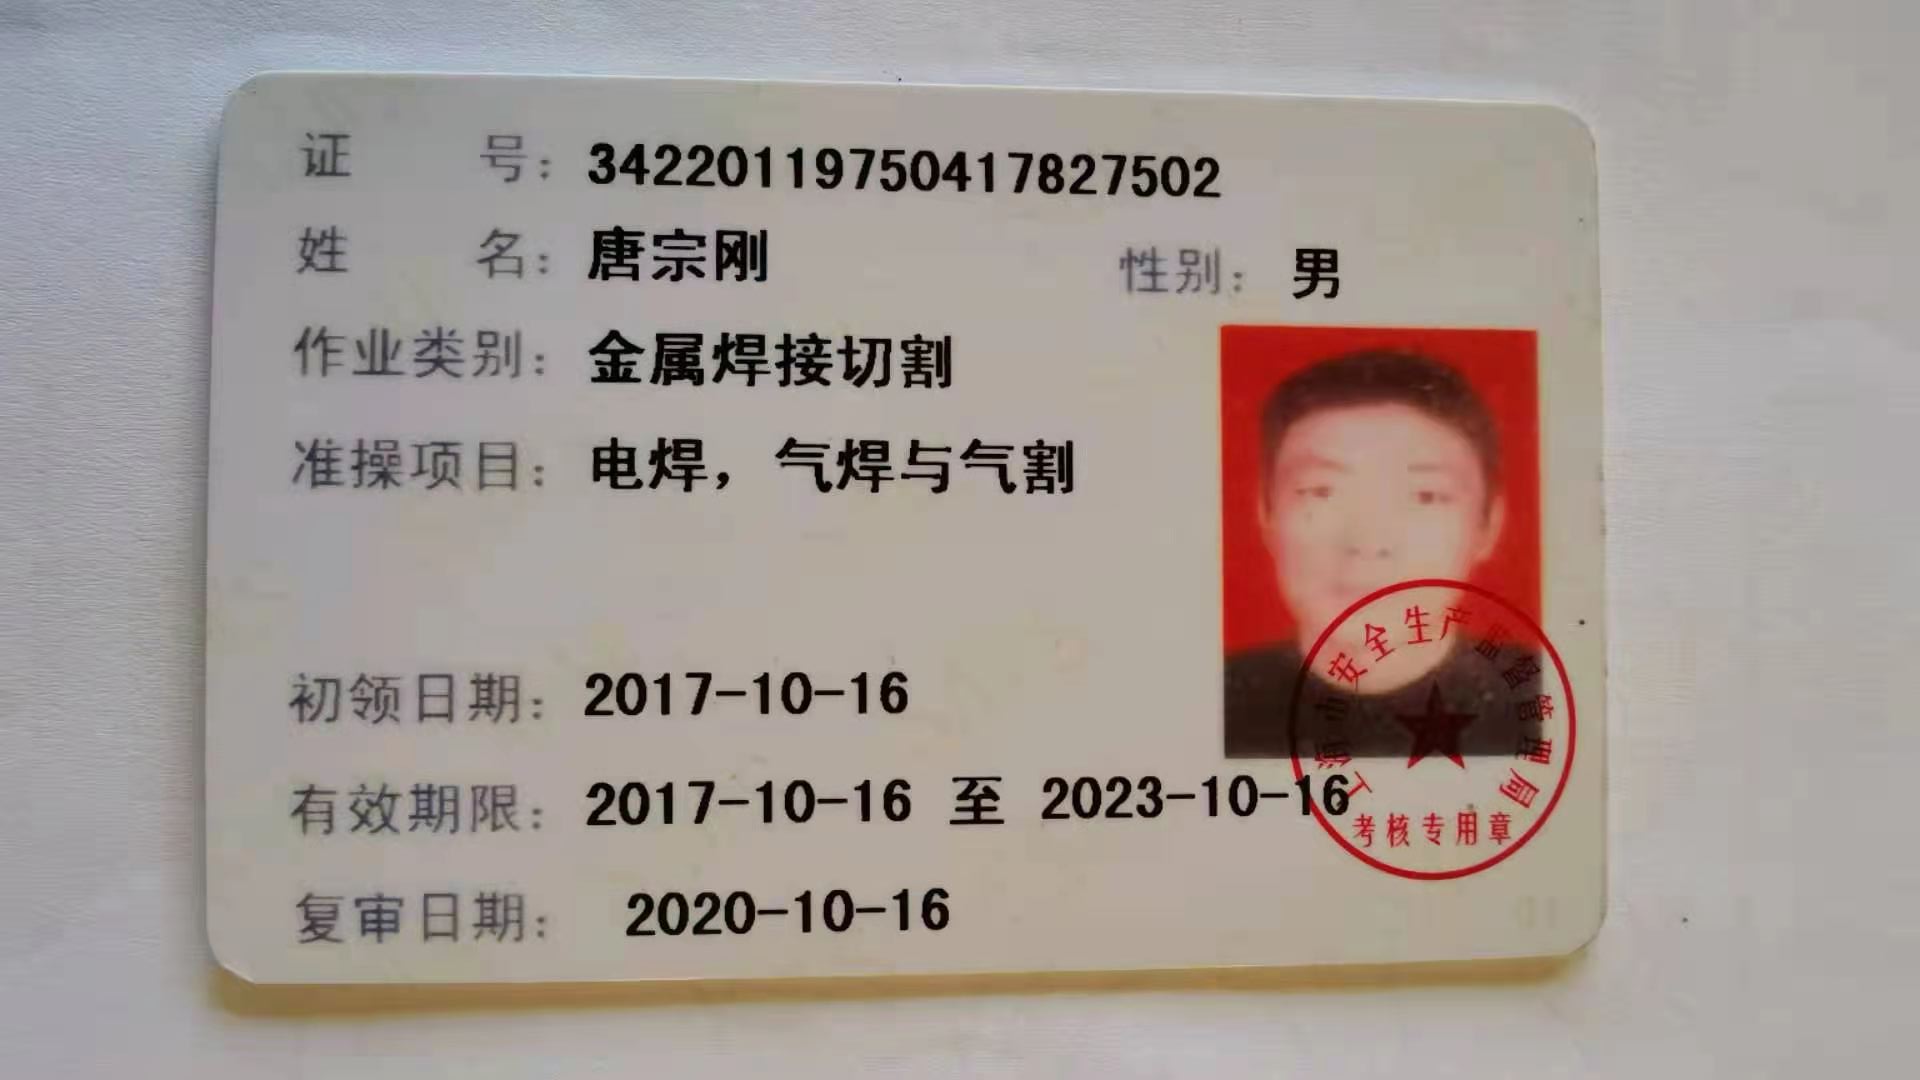 证 号：34220119750417827502
姓 名：唐宗刚 性别：男
作业类别：金属焊接切割
准操项目：电焊，气焊与气割
初领日期：2017-10-16
有效期限：2017-10-16 至 2023-10-16
复审日期：2020-10-16
上海市安全生产监督管理局
考核专用章